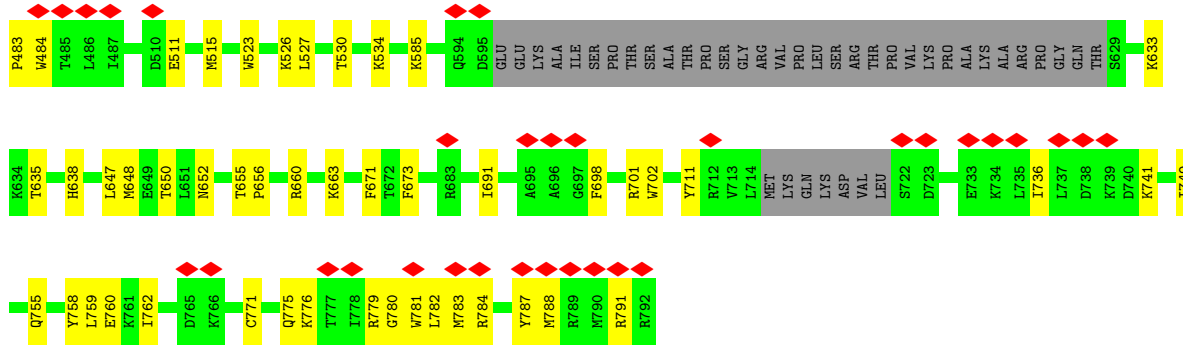 P483 W484 T485 L486 I487 D510 E511 M515 W523 K526 L527 T530 K534 K585 Q594 D595 GLU GLU LYS ALA ILE SER PRO THR SER ALA THR PRO SER GLY ARG VAL PRO LEU SER ARG THR PRO VAL LYS PRO ALA LYS ALA ARG PRO GLY GLN THR S629 K633
K634 T635 H638 L647 M648 E649 T650 L651 N652 T655 P656 R660 K663 F671 T672 F673 R683 I691 A695 A696 G697 F698 R701 W702 Y711 R712 V713 L714 MET LYS GLN LYS ASP VAL LEU S722 D723 E733 K734 L735 I736 L737 D738 K739 D740 K741
Q755 Y758 L759 E760 K761 I762 D765 K766 C771 Q775 K776 T777 I778 R779 G780 W781 L782 M783 R784 Y787 M788 R789 M790 R791 R792